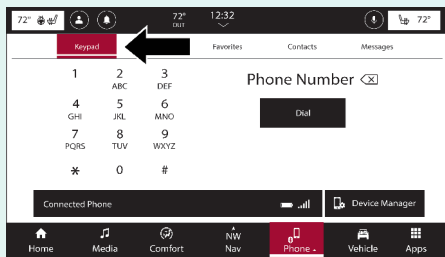 72° 72° OUT 12:32 72°
Keypad Favorites Contacts Messages
1 2 ABC 3 DEF
4 GHI 5 JKL 6 MNO
7 PQRS 8 TUV 9 WXYZ
* 0 #
Phone Number
Dial
Connected Phone Device Manager
Home Media Comfort NW Nav Phone Vehicle Apps